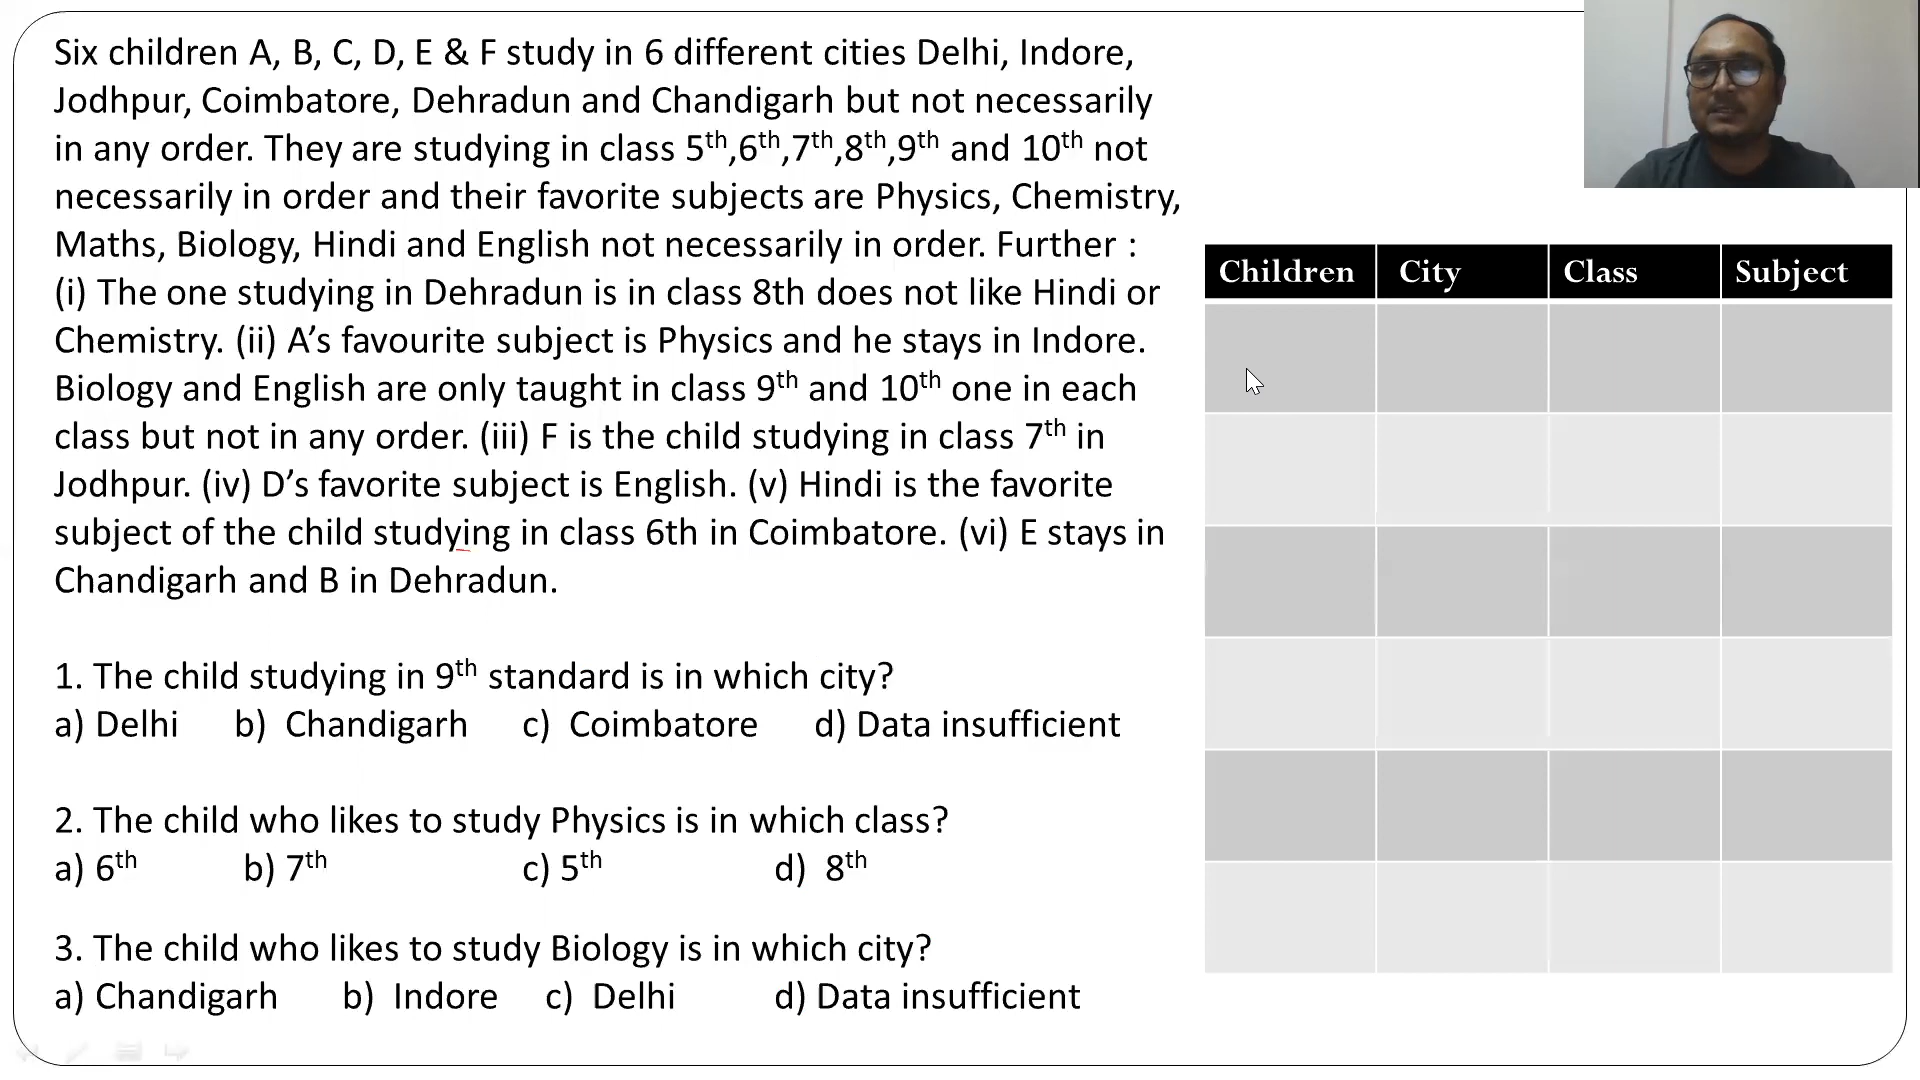 Six children A, B, C, D, E & F study in 6 different cities Delhi, Indore,
Jodhpur, Coimbatore, Dehradun and Chandigarh but not necessarily
in any order. They are studying in class 5th,6th,7th,8th,9th and 10th not
necessarily in order and their favorite subjects are Physics, Chemistry,
Maths, Biology, Hindi and English not necessarily in order. Further :
(i) The one studying in Dehradun is in class 8th does not like Hindi or
Chemistry. (ii) A’s favourite subject is Physics and he stays in Indore.
Biology and English are only taught in class 9th and 10th one in each
class but not in any order. (iii) F is the child studying in class 7th in
Jodhpur. (iv) D’s favorite subject is English. (v) Hindi is the favorite
subject of the child studying in class 6th in Coimbatore. (vi) E stays in
Chandigarh and B in Dehradun.
1. The child studying in 9th standard is in which city?
a) Delhi b) Chandigarh c) Coimbatore d) Data insufficient
2. The child who likes to study Physics is in which class?
a) 6th b) 7th c) 5th d) 8th
3. The child who likes to study Biology is in which city?
a) Chandigarh b) Indore c) Delhi d) Data insufficient
Children City Class Subject